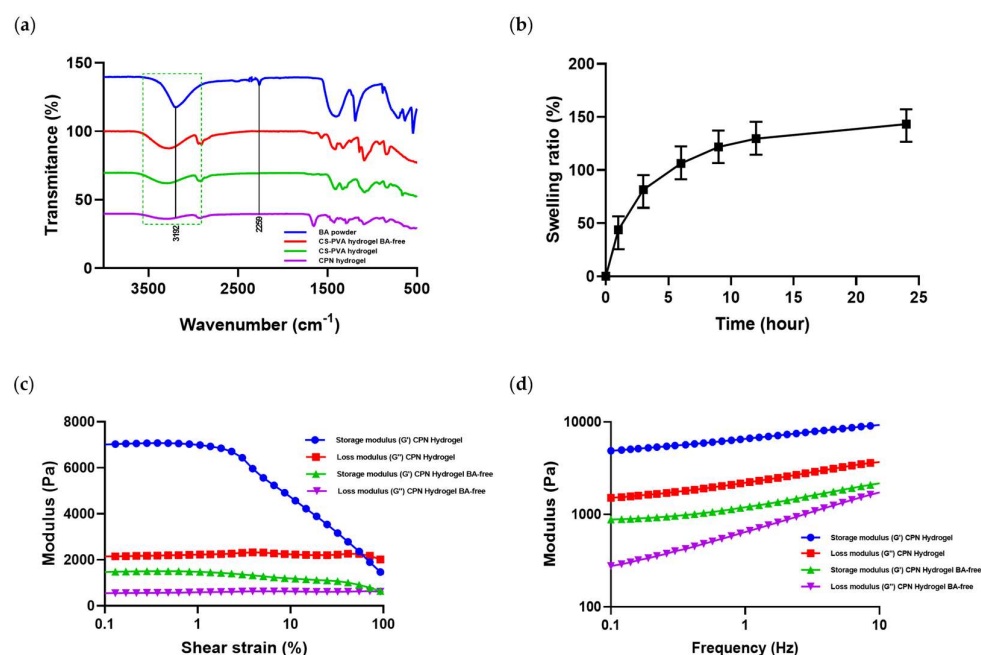 (a)
Transmitance (%)
150
100
50
0
3192
2259
BA powder
CS-PVA hydrogel BA-free
CS-PVA hydrogel
CPN hydrogel
3500
2500
1500
500
Wavenumber (cm⁻¹)
(b)
Swelling ratio (%)
200
150
100
50
0
0
5
10
15
20
25
Time (hour)
(c)
Modulus (Pa)
8000
6000
4000
2000
0
Storage modulus (G') CPN Hydrogel
Loss modulus (G") CPN Hydrogel
Storage modulus (G') CPN Hydrogel BA-free
Loss modulus (G") CPN Hydrogel BA-free
0.1
1
10
100
Shear strain (%)
(d)
Modulus (Pa)
10000
1000
100
Storage modulus (G') CPN Hydrogel
Loss modulus (G") CPN Hydrogel
Storage modulus (G') CPN Hydrogel BA-free
Loss modulus (G") CPN Hydrogel BA-free
0.1
1
10
Frequency (Hz)